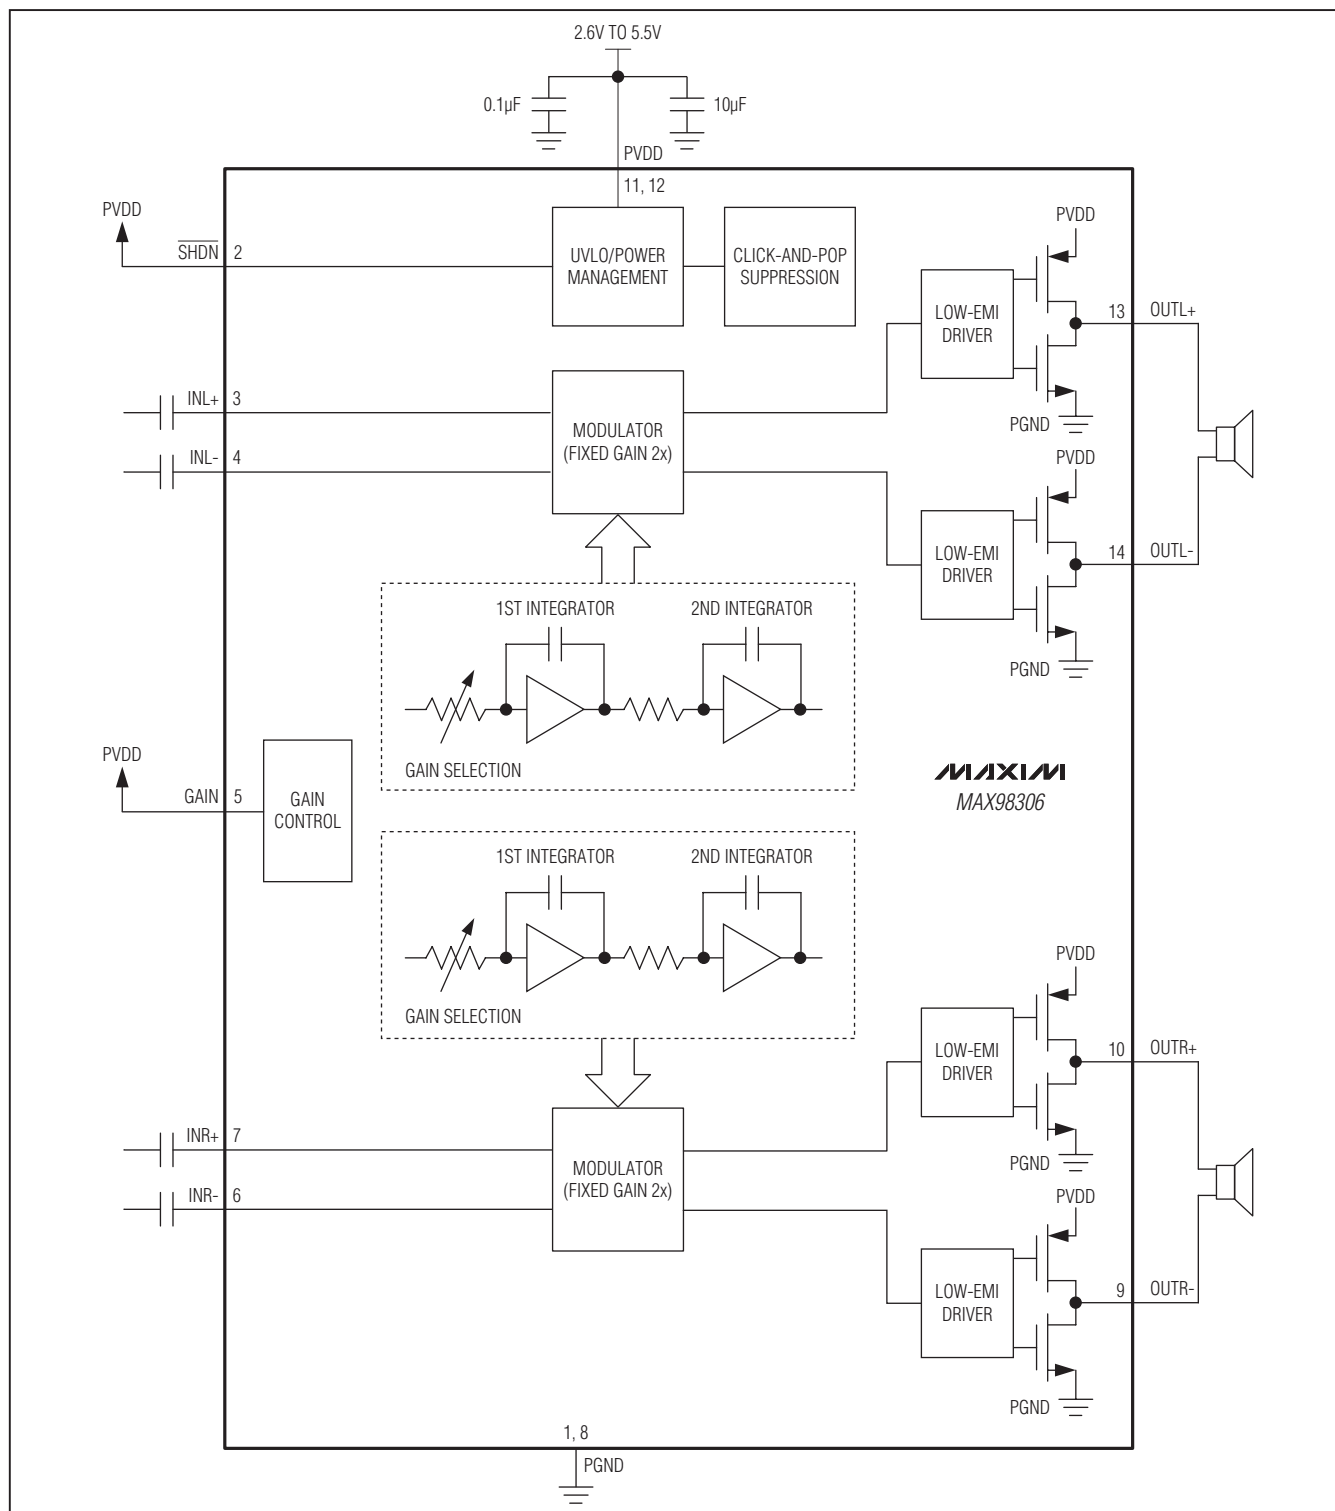 2.6V TO 5.5V
0.1µF
10µF
PVDD
11, 12
PVDD
SHDN 2
UVLO/POWER
MANAGEMENT
CLICK-AND-POP
SUPPRESSION
PVDD
LOW-EMI
DRIVER
13 OUTL+
PGND
INL+ 3
INL- 4
MODULATOR
(FIXED GAIN 2x)
PVDD
LOW-EMI
DRIVER
14 OUTL-
PGND
1ST INTEGRATOR
2ND INTEGRATOR
GAIN SELECTION
PVDD
GAIN 5
GAIN
CONTROL
MAXIM
MAX98306
1ST INTEGRATOR
2ND INTEGRATOR
GAIN SELECTION
PVDD
LOW-EMI
DRIVER
10 OUTR+
PGND
INR+ 7
INR- 6
MODULATOR
(FIXED GAIN 2x)
PVDD
LOW-EMI
DRIVER
9 OUTR-
PGND
1, 8
PGND